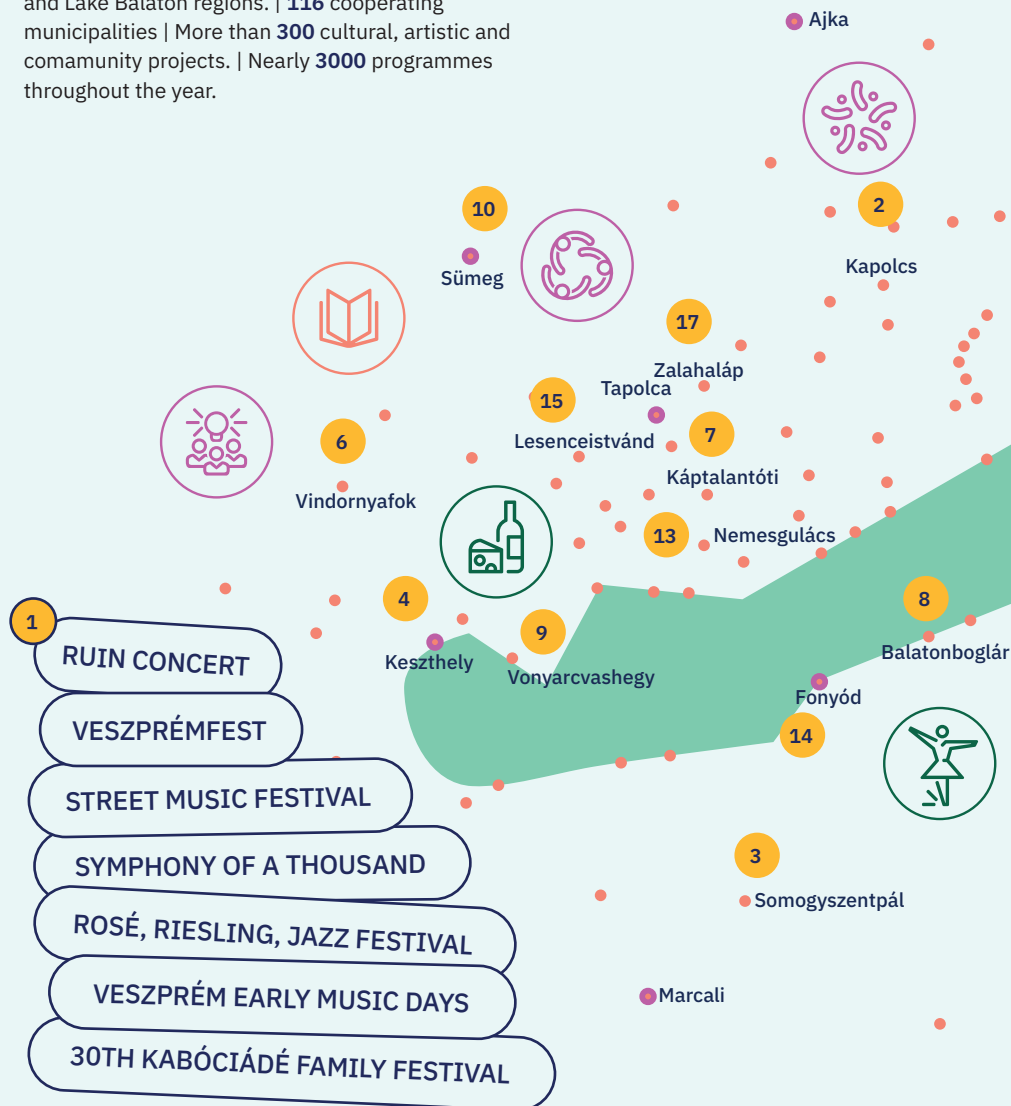 and Lake Balaton regions. | 116 cooperating
municipalities | More than 300 cultural, artistic and
comamunity projects. | Nearly 3000 programmes
throughout the year.
Ajka
10
2
Sümeg
Kapolcs
17
Zalahaláp
Tapolca
15
7
6
Lesenceistvánd
Káptalantóti
Vindornyafok
13
Nemesgulács
4
8
1
9
Balatonboglár
RUIN CONCERT
Keszthely
Vonyarcvashegy
Fonyód
VESZPRÉMFEST
14
STREET MUSIC FESTIVAL
3
SYMPHONY OF A THOUSAND
Somogyszentpál
ROSÉ, RIESLING, JAZZ FESTIVAL
VESZPRÉM EARLY MUSIC DAYS
Marcali
30TH KABÓCIÁDÉ FAMILY FESTIVAL